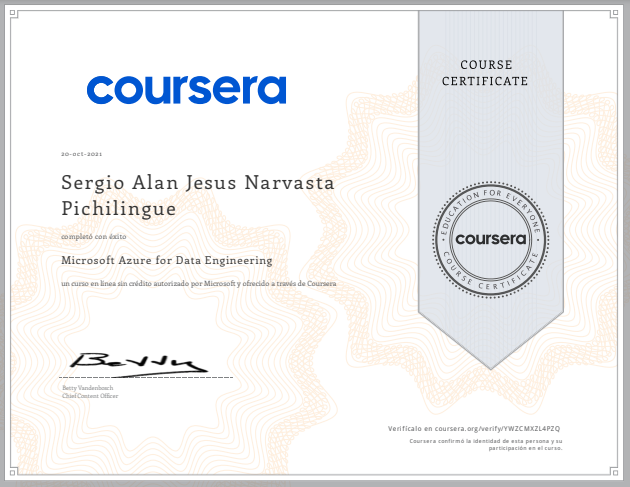 coursera
COURSE
CERTIFICATE
20-oct-2021
Sergio Alan Jesus Narvasta
Pichilingue
completó con éxito
Microsoft Azure for Data Engineering
un curso en línea sin crédito autorizado por Microsoft y ofrecido a través de Coursera
EDUCATION FOR EVERYONE
coursera
COURSE CERTIFICATE
Betty
Betty Vandenbosch
Chief Content Officer
Verifícalo en coursera.org/verify/YWZCMXZL4PZQ
Coursera confirmó la identidad de esta persona y su
participación en el curso.